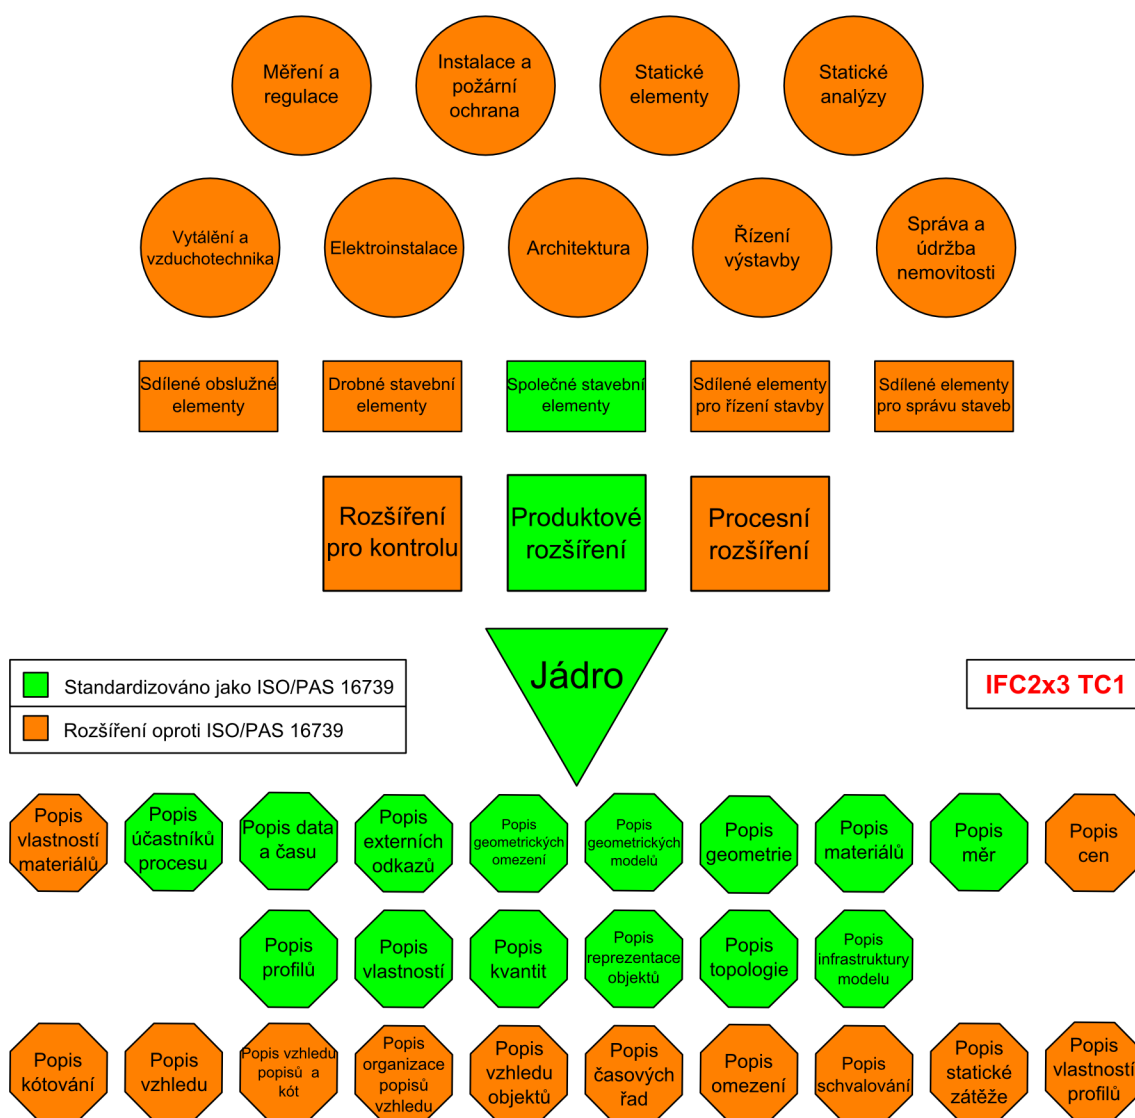 Měření a
regulace
Instalace a
požární
ochrana
Statické
elementy
Statické
analýzy
Vytálění a
vzduchotechnika
Elektroinstalace
Architektura
Řízení
výstavby
Správa a
údržba
nemovitosti
Sdílené obslužné
elementy
Drobné stavební
elementy
Společné stavební
elementy
Sdílené elementy
pro řízení stavby
Sdílené elementy
pro správu staveb
Rozšíření
pro kontrolu
Produktové
rozšíření
Procesní
rozšíření
Jádro
Standardizováno jako ISO/PAS 16739
Rozšíření oproti ISO/PAS 16739
IFC2x3 TC1
Popis
vlastností
materiálů
Popis
účastníků
procesu
Popis data
a času
Popis
externích
odkazů
Popis
geometrických
omezení
Popis
geometrických
modelů
Popis
geometrie
Popis
materiálů
Popis
měr
Popis
cen
Popis
profilů
Popis
vlastností
Popis
kvantit
Popis
reprezentace
objektů
Popis
topologie
Popis
infrastruktury
modelu
Popis
kótování
Popis
vzhledu
Popis vzhledu
popisů a
kót
Popis
organizace
popisů
vzhledu
Popis
vzhledu
objektů
Popis
časových
řad
Popis
omezení
Popis
schvalování
Popis
statické
zátěže
Popis
vlastností
profilů